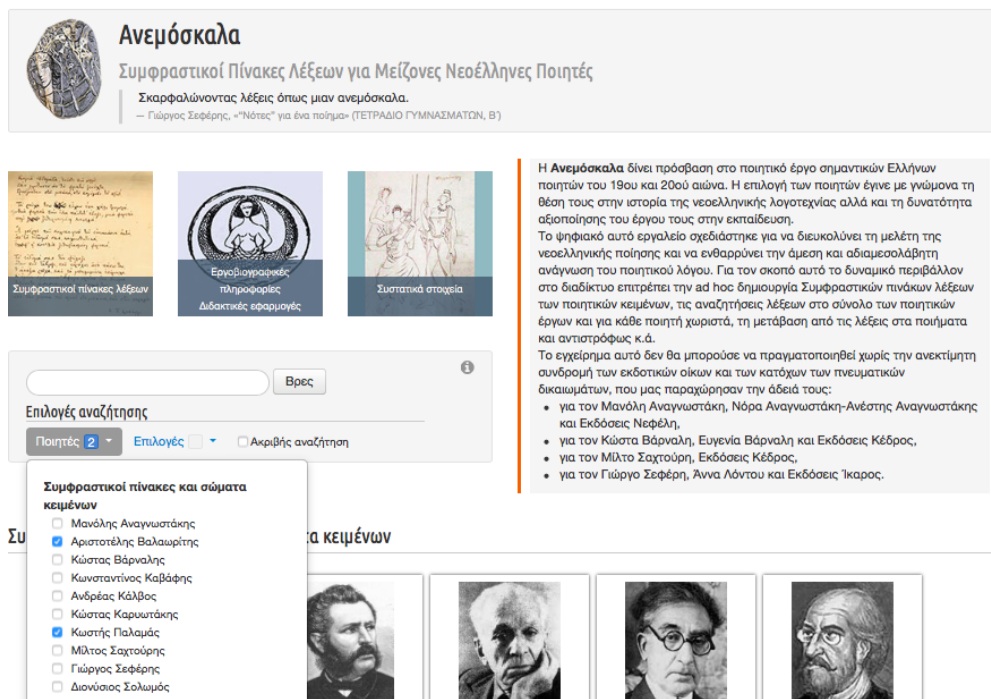 Ανεμόσκαλα
Συμφραστικοί Πίνακες Λέξεων για Μείζονες Νεοέλληνες Ποιητές
Σκαρφαλώνοντας λέξεις όπως μιαν ανεμόσκαλα.
— Γιώργος Σεφέρης, «"Νότες" για ένα ποίημα» (ΤΕΤΡΑΔΙΟ ΓΥΜΝΑΣΜΑΤΩΝ, Β΄)
Συμφραστικοί πίνακες λέξεων
Εργοβιογραφικές
πληροφορίες
Διδακτικές εφαρμογές
Συστατικά στοιχεία
Η Ανεμόσκαλα δίνει πρόσβαση στο ποιητικό έργο σημαντικών Ελλήνων
ποιητών του 19ου και 20ού αιώνα. Η επιλογή των ποιητών έγινε με γνώμονα τη
θέση τους στην ιστορία της νεοελληνικής λογοτεχνίας αλλά και τη δυνατότητα
αξιοποίησης του έργου τους στην εκπαίδευση.
Το ψηφιακό αυτό εργαλείο σχεδιάστηκε για να διευκολύνει τη μελέτη της
νεοελληνικής ποίησης και να ενθαρρύνει την άμεση και αδιαμεσολάβητη
ανάγνωση του ποιητικού λόγου. Για τον σκοπό αυτό το δυναμικό περιβάλλον
στο διαδίκτυο επιτρέπει την ad hoc δημιουργία Συμφραστικών πινάκων λέξεων
των ποιητικών κειμένων, τις αναζητήσεις λέξεων στο σύνολο των ποιητικών
έργων και για κάθε ποιητή χωριστά, τη μετάβαση από τις λέξεις στα ποιήματα
και αντιστρόφως κ.ά.
Το εγχείρημα αυτό δεν θα μπορούσε να πραγματοποιηθεί χωρίς την ανεκτίμητη
συνδρομή των εκδοτικών οίκων και των κατόχων των πνευματικών
δικαιωμάτων, που μας παραχώρησαν την άδειά τους:
• για τον Μανόλη Αναγνωστάκη, Νόρα Αναγνωστάκη-Ανέστης Αναγνωστάκης
και Εκδόσεις Νεφέλη,
• για τον Κώστα Βάρναλη, Ευγενία Βάρναλη και Εκδόσεις Κέδρος,
• για τον Μίλτο Σαχτούρη, Εκδόσεις Κέδρος,
• για τον Γιώργο Σεφέρη, Άννα Λόντου και Εκδόσεις Ίκαρος.
Βρες
Επιλογές αναζήτησης
Ποιητές 2 Επιλογές Ακριβής αναζήτηση
Συμφραστικοί πίνακες και σώματα
κειμένων
Μανόλης Αναγνωστάκης
Αριστοτέλης Βαλαωρίτης
Κώστας Βάρναλης
Κωνσταντίνος Καβάφης
Ανδρέας Κάλβος
Κώστας Καρυωτάκης
Κωστής Παλαμάς
Μίλτος Σαχτούρης
Γιώργος Σεφέρης
Διονύσιος Σολωμός
Συ
τα κειμένων